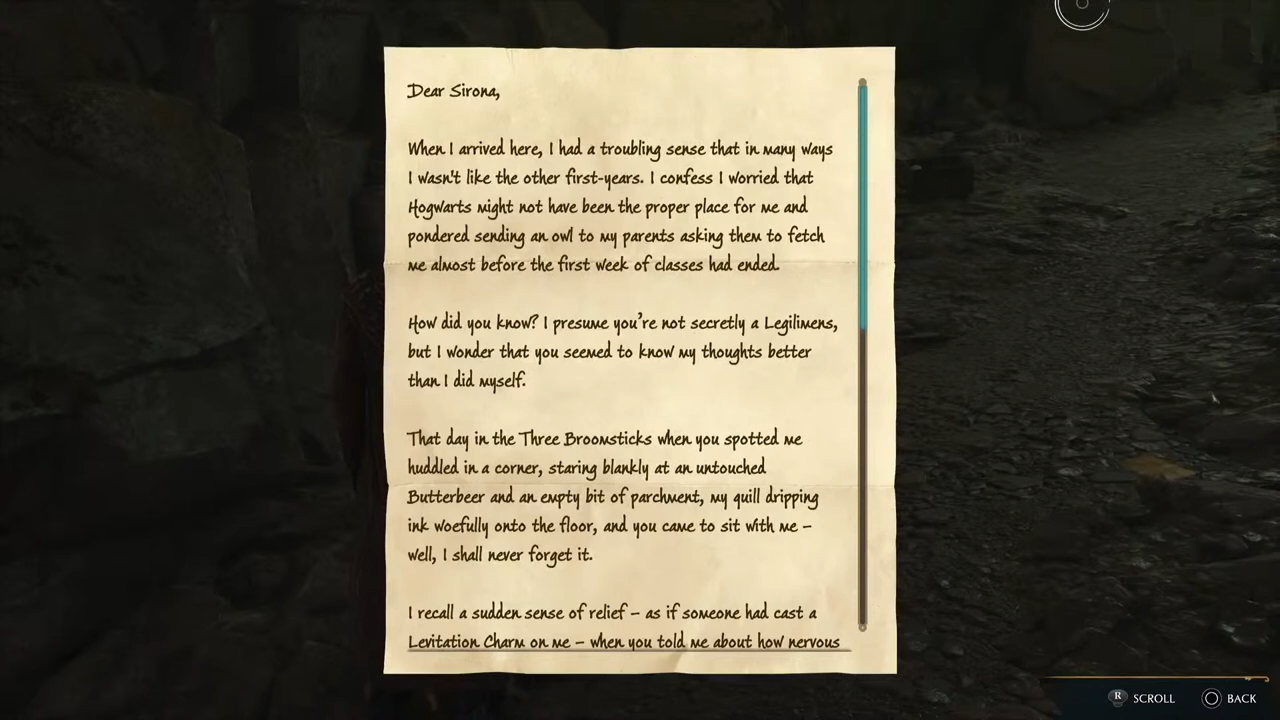 Dear Sirona,
When I arrived here, I had a troubling sense that in many ways
I wasn't like the other first-years. I confess I worried that
Hogwarts might not have been the proper place for me and
pondered sending an owl to my parents asking them to fetch
me almost before the first week of classes had ended.
How did you know? I presume you're not secretly a Legilimens,
but I wonder that you seemed to know my thoughts better
than I did myself.
That day in the Three Broomsticks when you spotted me
huddled in a corner, staring blankly at an untouched
Butterbeer and an empty bit of parchment, my quill dripping
ink woefully onto the floor, and you came to sit with me –
well, I shall never forget it.
I recall a sudden sense of relief – as if someone had cast a
Levitation Charm on me – when you told me about how nervous
R SCROLL BACK